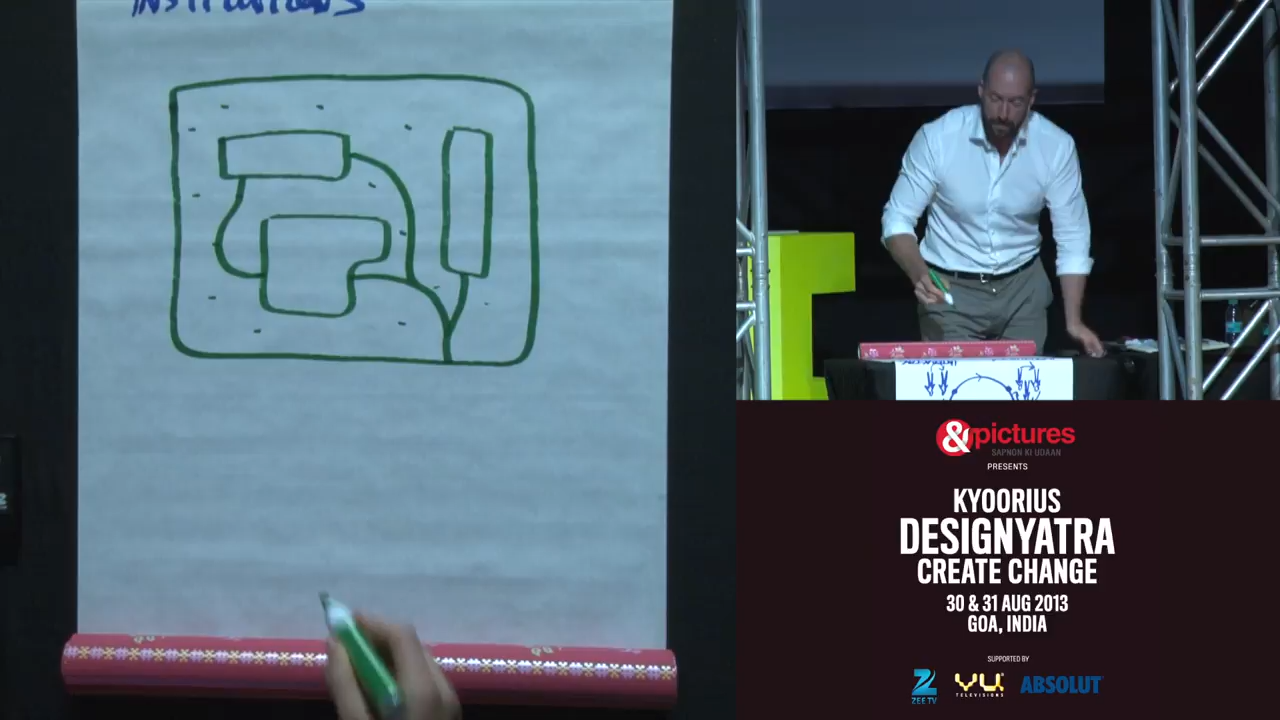 INSTITUTIONS
&pictures
SAPNON KI UDAAN
PRESENTS
KYOORIUS
DESIGNYATRA
CREATE CHANGE
30 & 31 AUG 2013
GOA, INDIA
SUPPORTED BY
Z
ZEE TV
YU
TELEVISIONS
ABSOLUT
E